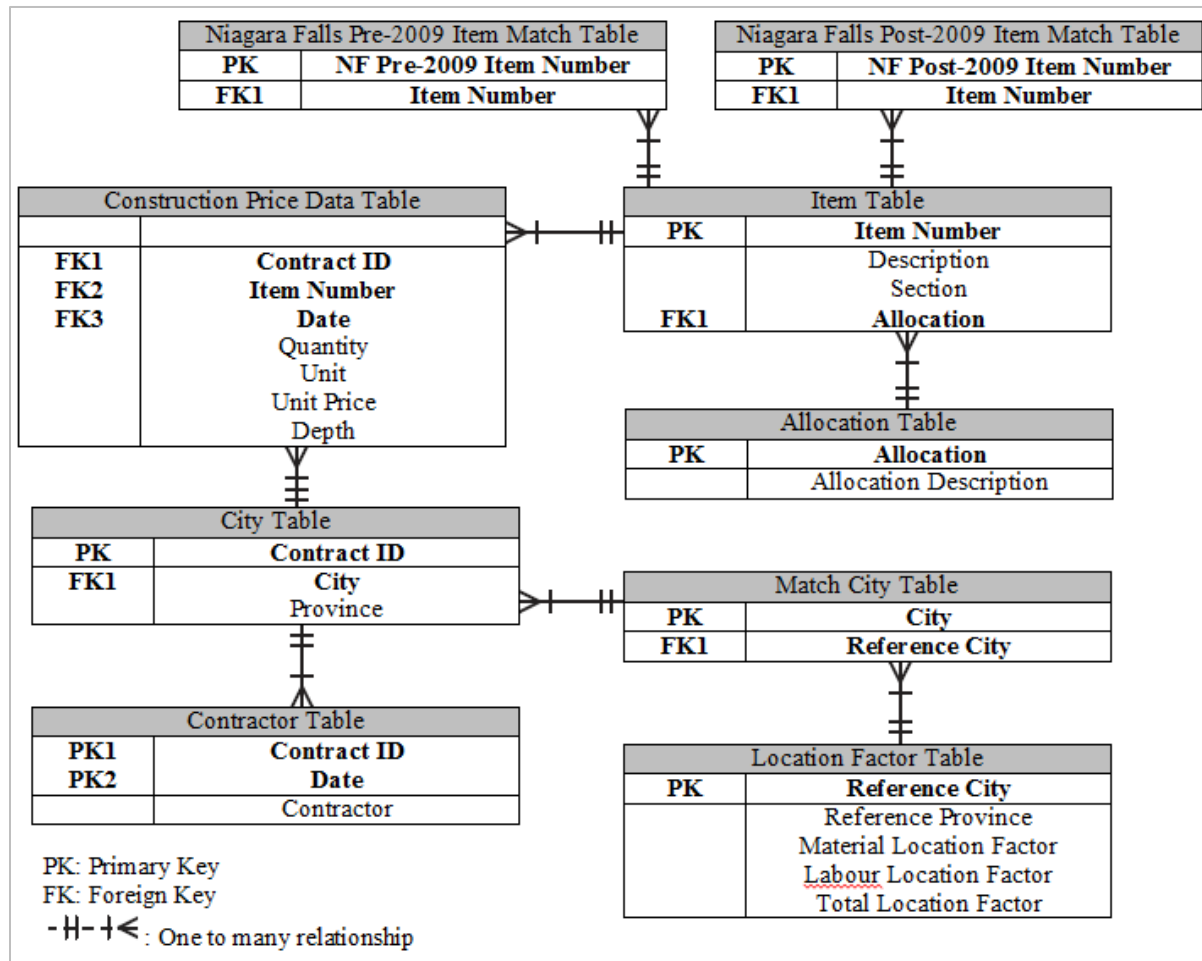 Niagara Falls Pre-2009 Item Match Table
PK NF Pre-2009 Item Number
FK1 Item Number
Niagara Falls Post-2009 Item Match Table
PK NF Post-2009 Item Number
FK1 Item Number
Construction Price Data Table
FK1 Contract ID
FK2 Item Number
FK3 Date
Quantity
Unit
Unit Price
Depth
Item Table
PK Item Number
Description
Section
FK1 Allocation
Allocation Table
PK Allocation
Allocation Description
City Table
PK Contract ID
FK1 City
Province
Match City Table
PK City
FK1 Reference City
Contractor Table
PK1 Contract ID
PK2 Date
Contractor
Location Factor Table
PK Reference City
Reference Province
Material Location Factor
Labour Location Factor
Total Location Factor
PK: Primary Key
FK: Foreign Key
: One to many relationship